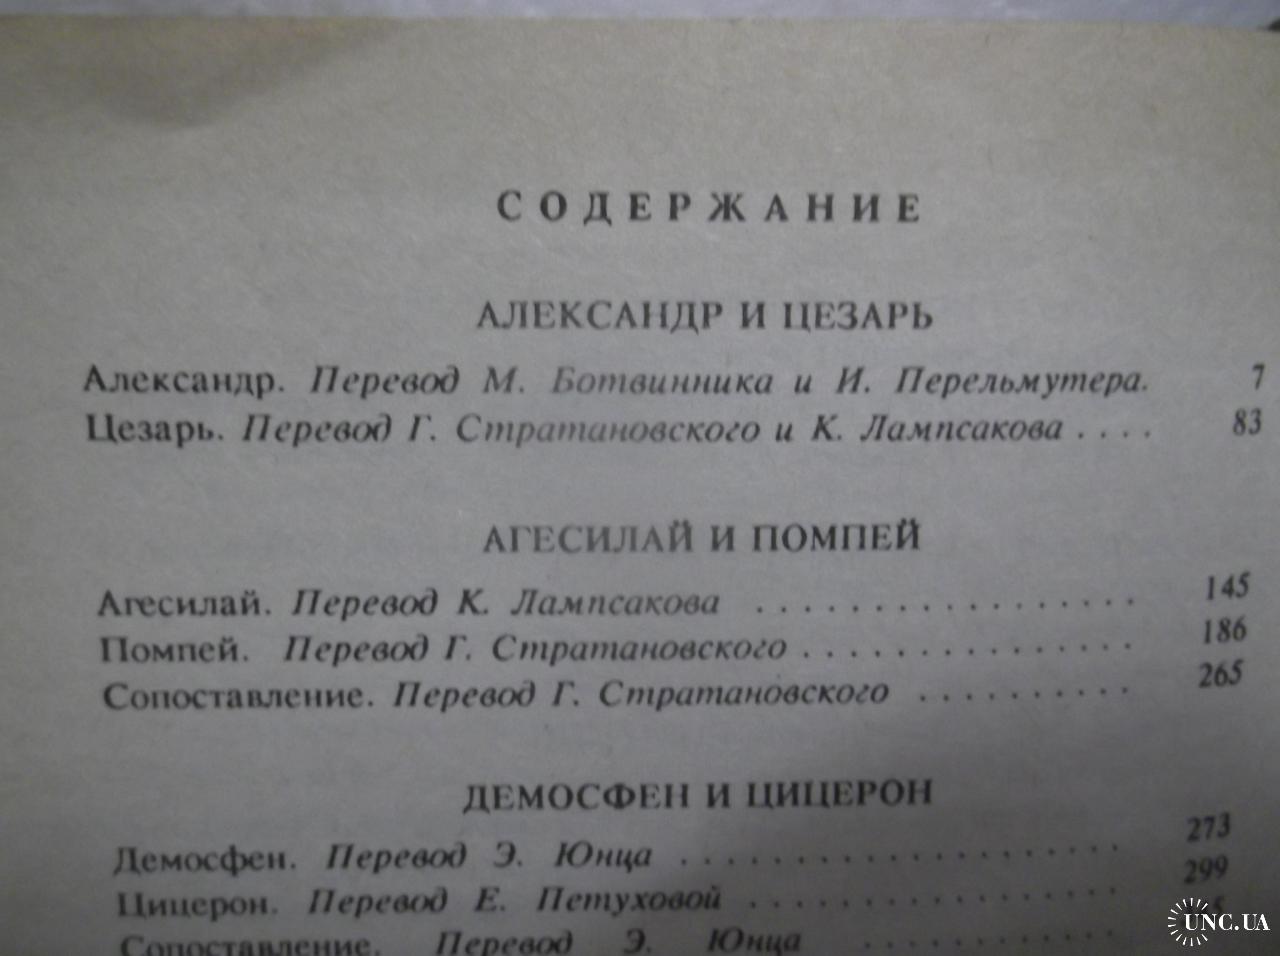 СОДЕРЖАНИЕ
АЛЕКСАНДР И ЦЕЗАРЬ
Александр. Перевод М. Ботвинника и И. Перельмутера. 7
Цезарь. Перевод Г. Стратановского и К. Лампсакова .... 83
АГЕСИЛАЙ И ПОМПЕЙ
Агесилай. Перевод К. Лампсакова ................ 145
Помпей. Перевод Г. Стратановского ............... 186
Сопоставление. Перевод Г. Стратановского ........... 265
ДЕМОСФЕН И ЦИЦЕРОН
Демосфен. Перевод Э. Юнца ................... 273
Цицерон. Перевод Е. Петуховой ................ 299
Сопоставление. Перевод Э. Юнца ...........
UNC.UA